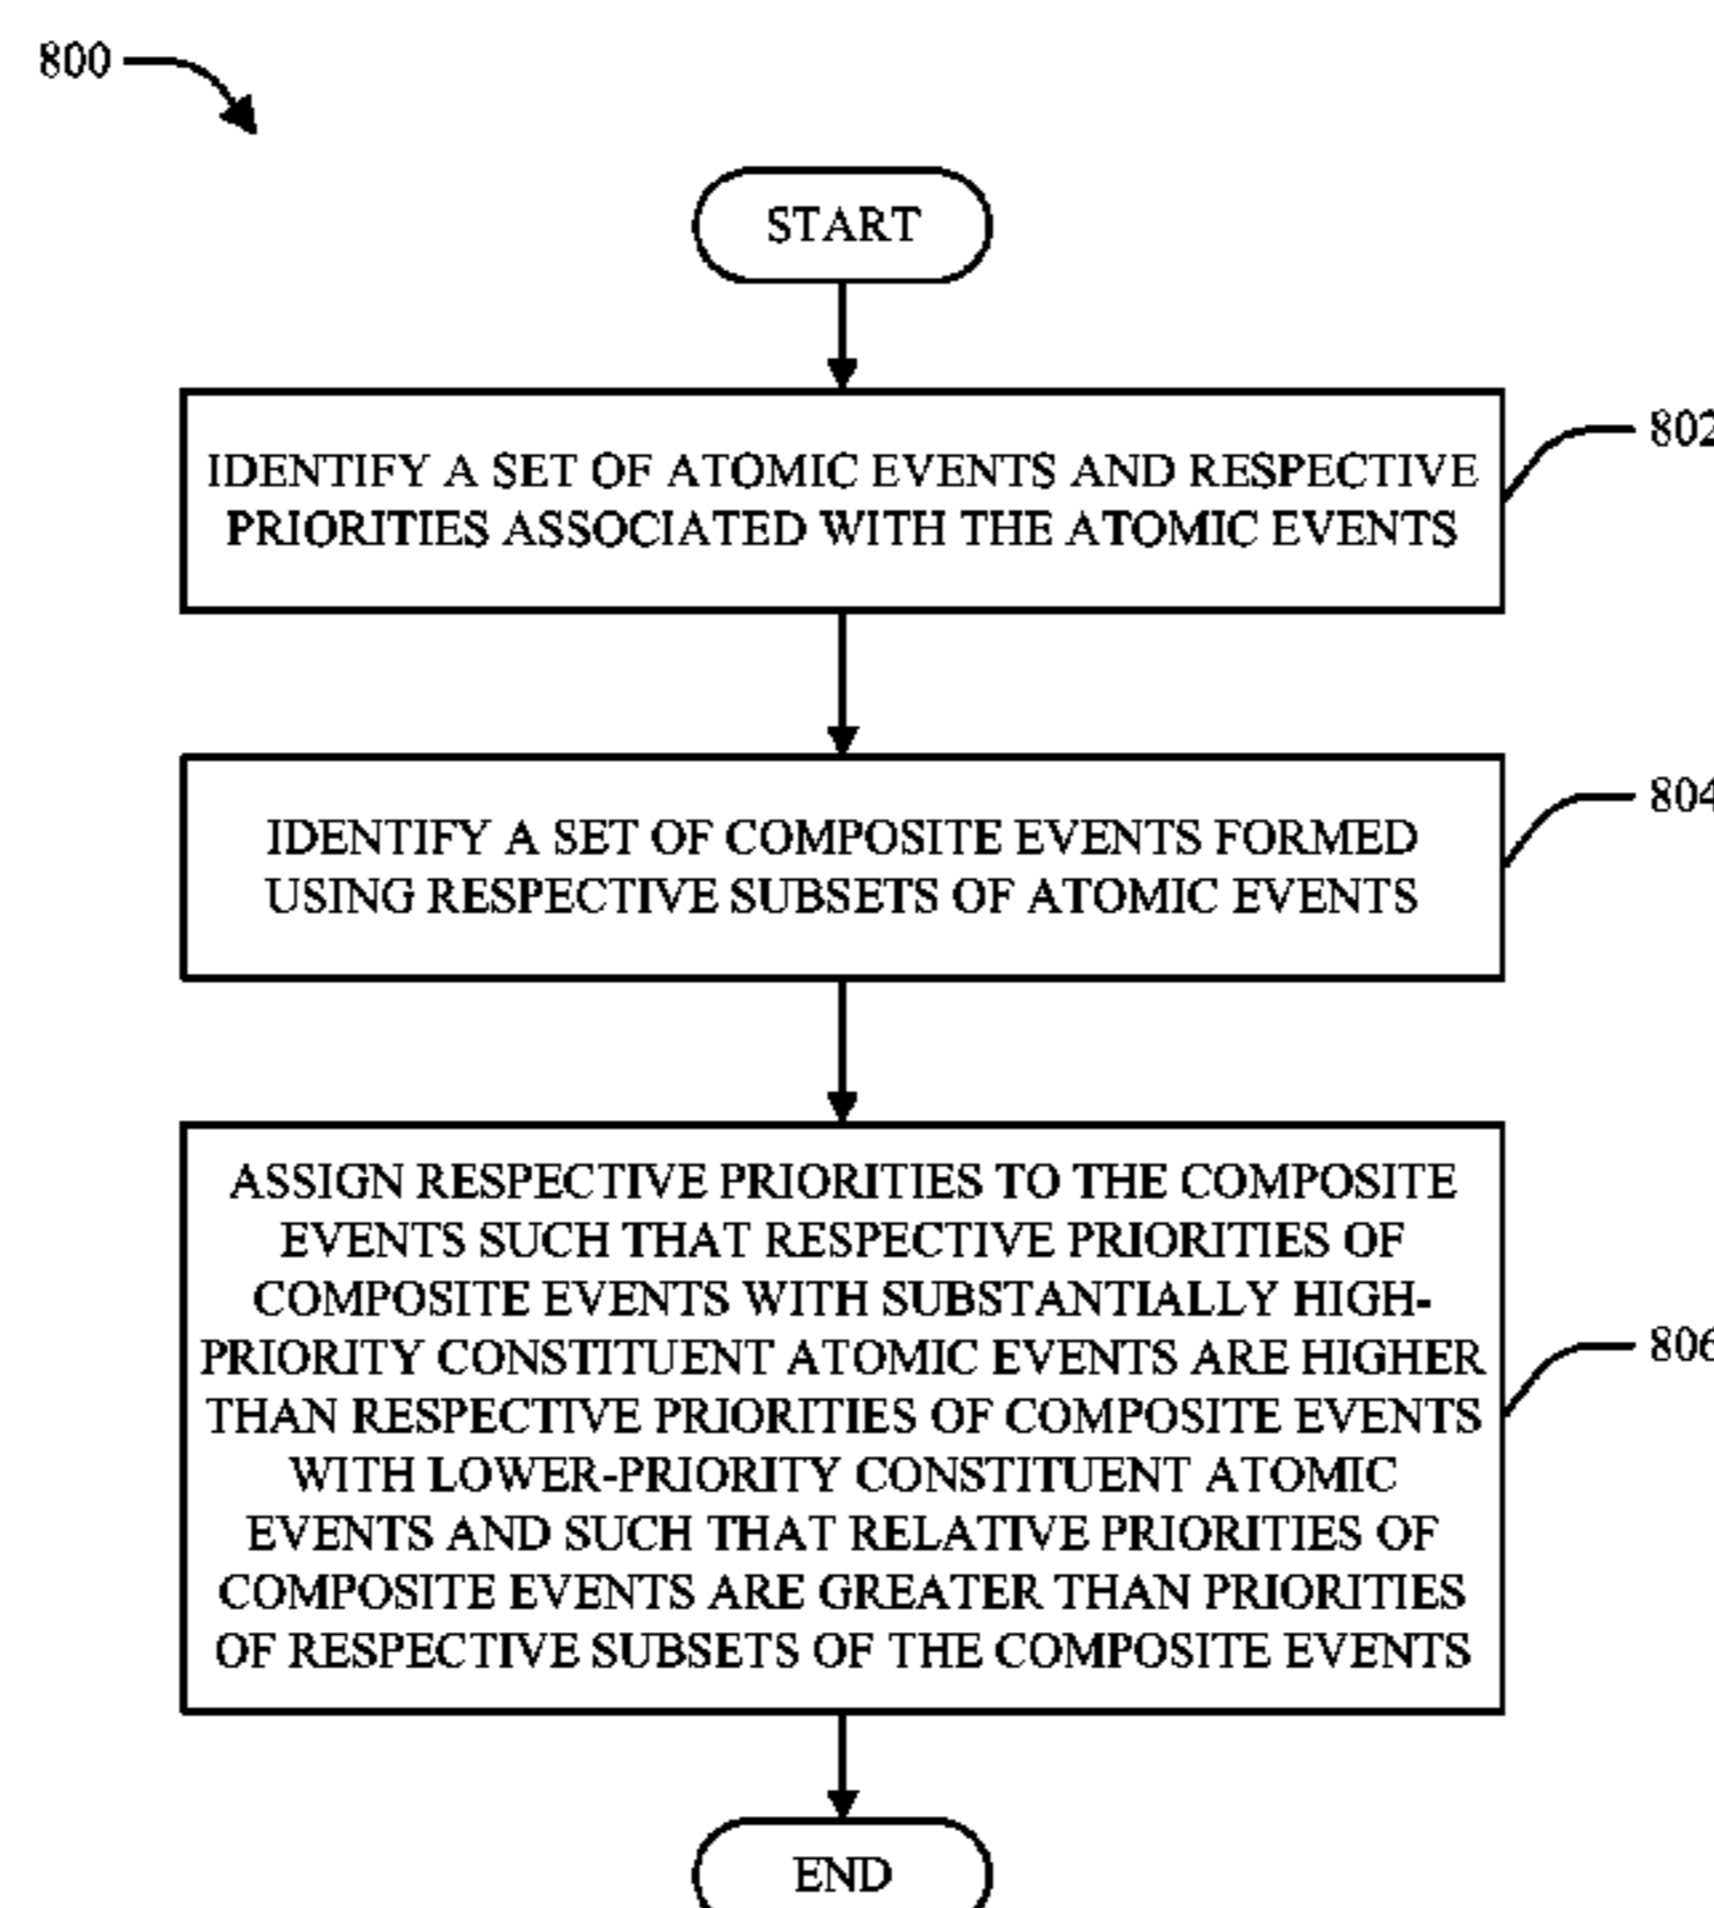 800
START
IDENTIFY A SET OF ATOMIC EVENTS AND RESPECTIVE
PRIORITIES ASSOCIATED WITH THE ATOMIC EVENTS
802
IDENTIFY A SET OF COMPOSITE EVENTS FORMED
USING RESPECTIVE SUBSETS OF ATOMIC EVENTS
804
ASSIGN RESPECTIVE PRIORITIES TO THE COMPOSITE
EVENTS SUCH THAT RESPECTIVE PRIORITIES OF
COMPOSITE EVENTS WITH SUBSTANTIALLY HIGH-
PRIORITY CONSTITUENT ATOMIC EVENTS ARE HIGHER
THAN RESPECTIVE PRIORITIES OF COMPOSITE EVENTS
WITH LOWER-PRIORITY CONSTITUENT ATOMIC
EVENTS AND SUCH THAT RELATIVE PRIORITIES OF
COMPOSITE EVENTS ARE GREATER THAN PRIORITIES
OF RESPECTIVE SUBSETS OF THE COMPOSITE EVENTS
806
END